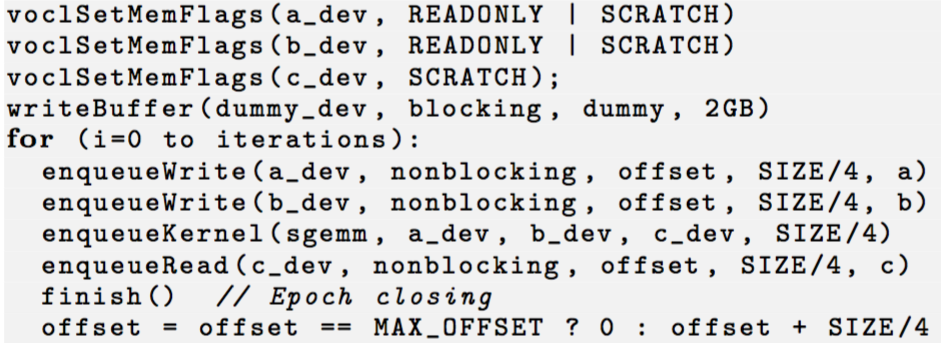 voclSetMemFlags(a_dev, READONLY | SCRATCH)
voclSetMemFlags(b_dev, READONLY | SCRATCH)
voclSetMemFlags(c_dev, SCRATCH);
writeBuffer(dummy_dev, blocking, dummy, 2GB)
for (i=0 to iterations):
  enqueueWrite(a_dev, nonblocking, offset, SIZE/4, a)
  enqueueWrite(b_dev, nonblocking, offset, SIZE/4, b)
  enqueueKernel(sgemm, a_dev, b_dev, c_dev, SIZE/4)
  enqueueRead(c_dev, nonblocking, offset, SIZE/4, c)
  finish() // Epoch closing
  offset = offset == MAX_OFFSET ? 0 : offset + SIZE/4